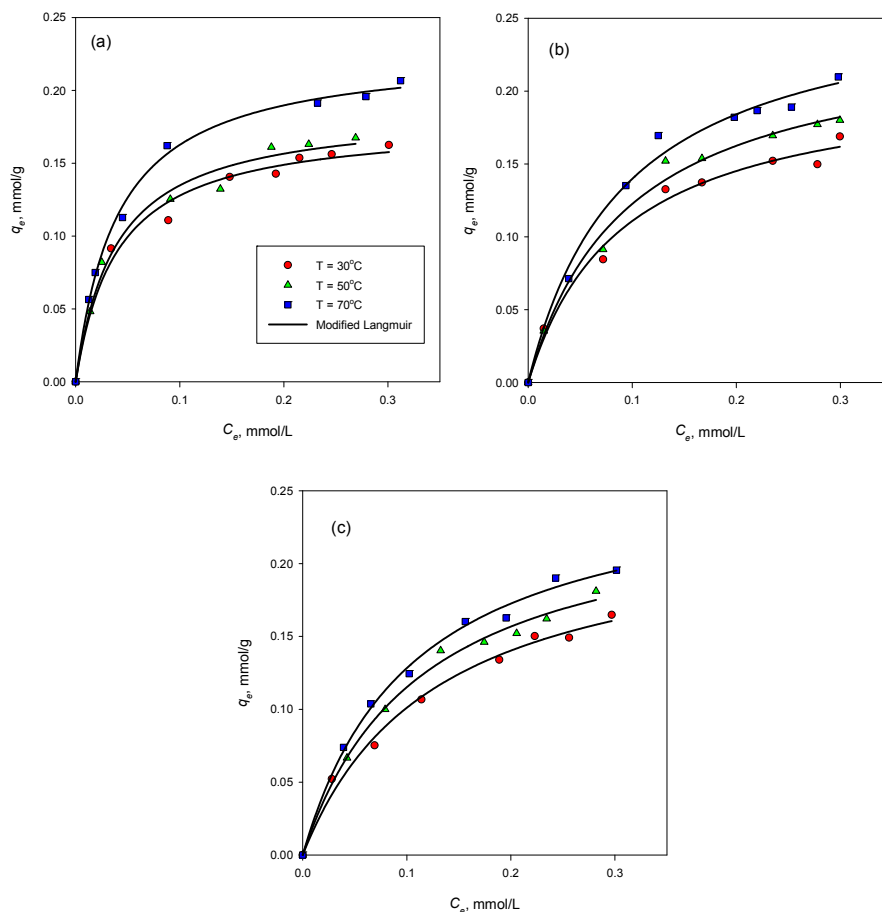 (a)
0.25
0.20
0.15
0.10
0.05
0.00
qe, mmol/g
T = 30°C
T = 50°C
T = 70°C
Modified Langmuir
0.0 0.1 0.2 0.3
Ce, mmol/L
(b)
0.25
0.20
0.15
0.10
0.05
0.00
qe, mmol/g
0.0 0.1 0.2 0.3
Ce, mmol/L
(c)
0.25
0.20
0.15
0.10
0.05
0.00
qe, mmol/g
0.0 0.1 0.2 0.3
Ce, mmol/L